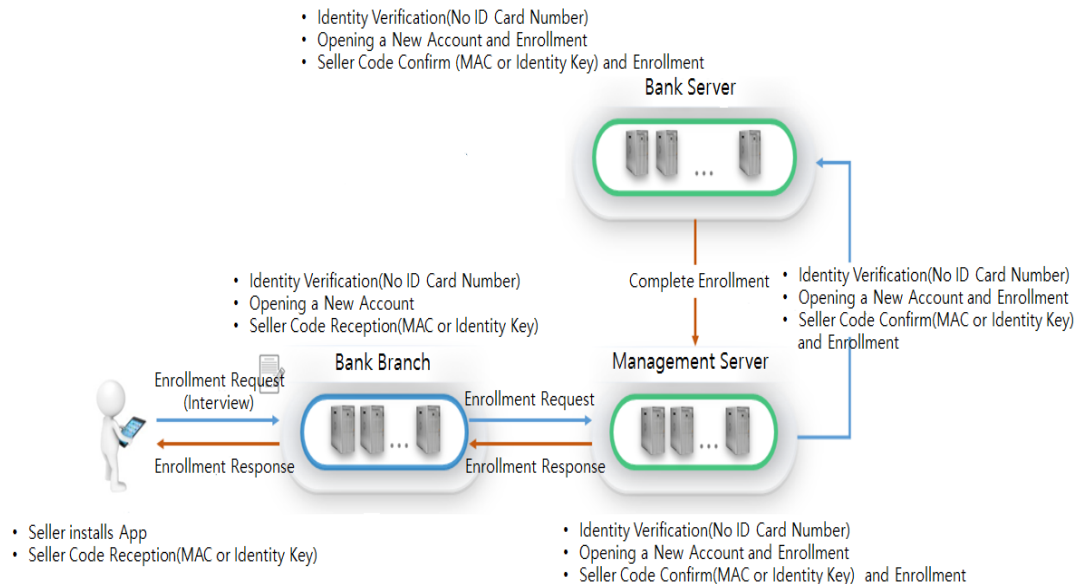 • Identity Verification(No ID Card Number)
• Opening a New Account and Enrollment
• Seller Code Confirm (MAC or Identity Key) and Enrollment
Bank Server
Complete Enrollment
• Identity Verification(No ID Card Number)
• Opening a New Account and Enrollment
• Seller Code Confirm(MAC or Identity Key)
and Enrollment
• Identity Verification(No ID Card Number)
• Opening a New Account
• Seller Code Reception(MAC or Identity Key)
Bank Branch
Management Server
Enrollment Request
(Interview)
Enrollment Request
Enrollment Response
Enrollment Response
• Seller installs App
• Seller Code Reception(MAC or Identity Key)
• Identity Verification(No ID Card Number)
• Opening a New Account and Enrollment
• Seller Code Confirm(MAC or Identity Key) and Enrollment